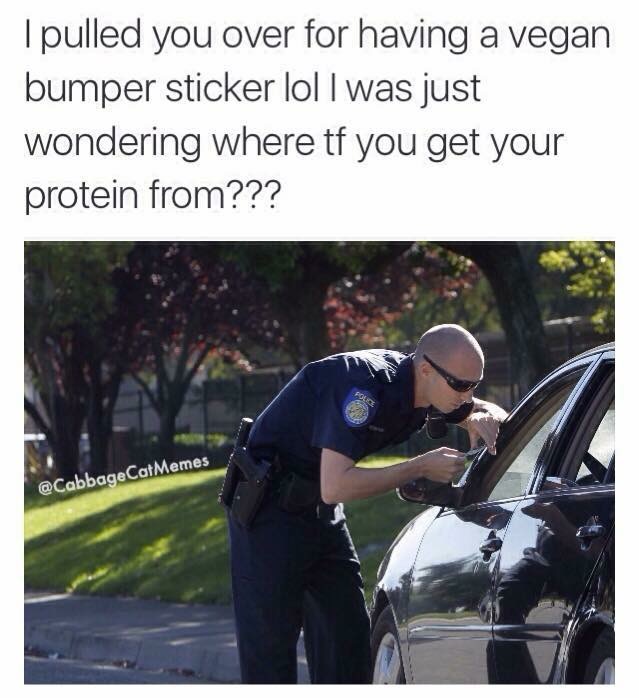 I pulled you over for having a vegan
bumper sticker lol I was just
wondering where tf you get your
protein from???
POLICE
@CabbageCatMemes